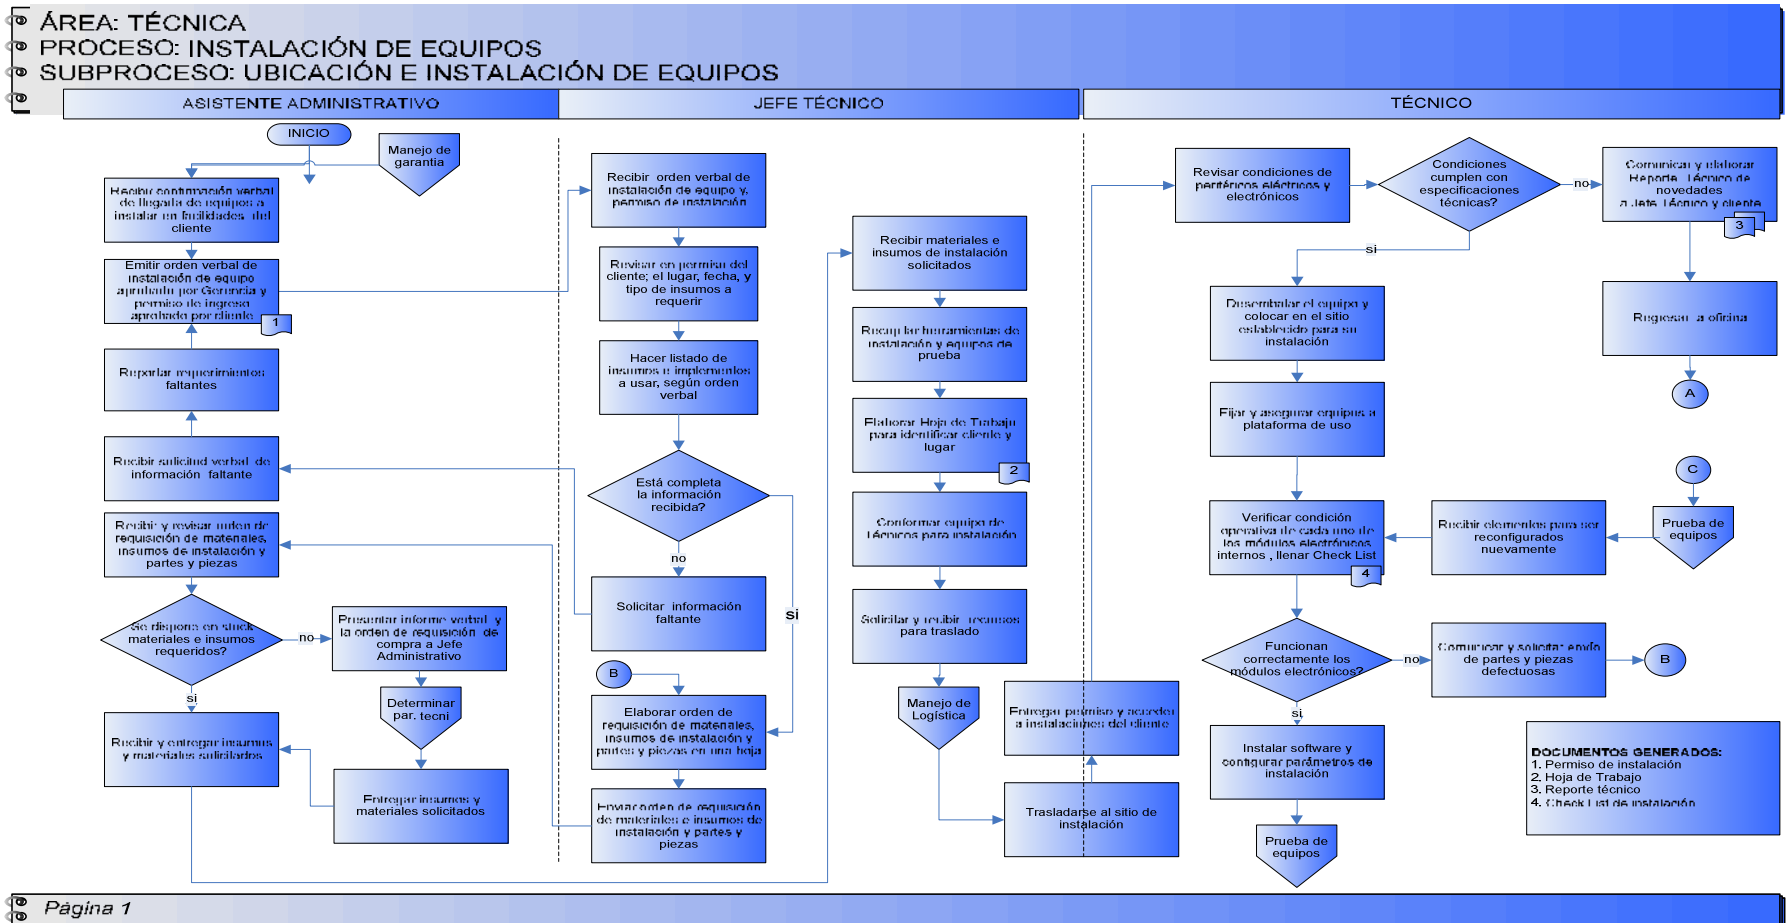 ÁREA: TÉCNICA
PROCESO: INSTALACIÓN DE EQUIPOS
SUBPROCESO: UBICACIÓN E INSTALACIÓN DE EQUIPOS
ASISTENTE ADMINISTRATIVO
JEFE TÉCNICO
TÉCNICO
INICIO
Manejo de
garantia
Recibir confirmación verbal
de llegada de equipos a
instalar en facilidades del
cliente
Emitir orden verbal de
instalación de equipo
aprobado por Gerencia y
permiso de ingreso
aprobado por cliente
1
Reportar requerimientos
faltantes
Recibir solicitud verbal de
información faltante
Recibir y revisar orden de
requisición de materiales,
insumos de instalación y
partes y piezas
Se dispone en stock
materiales e insumos
requeridos?
no
si
Presentar informe verbal y
la orden de requisición de
compra a Jefe
Administrativo
Determinar
par. tecni
Recibir y entregar insumos
y materiales solicitados
Entregar insumos y
materiales solicitados
Recibir orden verbal de
instalación de equipo y,
permiso de instalación
Revisar en permiso del
cliente; el lugar, fecha, y
tipo de insumos a
requerir
Hacer listado de
insumos e implementos
a usar, según orden
verbal
Está completa
la información
recibida?
no
si
Solicitar información
faltante
B
Elaborar orden de
requisición de materiales,
insumos de instalación y
partes y piezas en una hoja
Enviar orden de requisición
de materiales e insumos de
instalación y partes y
piezas
Recibir materiales e
insumos de instalación
solicitados
Recopilar herramientas de
instalación y equipos de
prueba
Elaborar Hoja de Trabajo
para identificar cliente y
lugar
2
Conformar equipo de
Técnicos para instalación
Solicitar y recibir recursos
para traslado
Manejo de
Logística
Entregar permiso y acceder
a instalaciones del cliente
Trasladarse al sitio de
instalación
Revisar condiciones de
periféricos eléctricos y
electrónicos
Condiciones
cumplen con
especificaciones
técnicas?
no
si
Comunicar y elaborar
Reporte Técnico de
novedades
a Jefe Técnico y cliente
3
Regresar a oficina
A
Desembalar el equipo y
colocar en el sitio
establecido para su
instalación
Fijar y asegurar equipos a
plataforma de uso
C
Prueba de
equipos
Recibir elementos para ser
reconfigurados
nuevamente
Verificar condición
operativa de cada uno de
los módulos electrónicos
internos , llenar Check List
4
Funcionan
correctamente los
módulos electrónicos?
no
si
Comunicar y solicitar envío
de partes y piezas
defectuosas
B
Instalar software y
configurar parámetros de
instalación
Prueba de
equipos
DOCUMENTOS GENERADOS:
1. Permiso de instalación
2. Hoja de Trabajo
3. Reporte técnico
4. Check List de instalación
Página 1